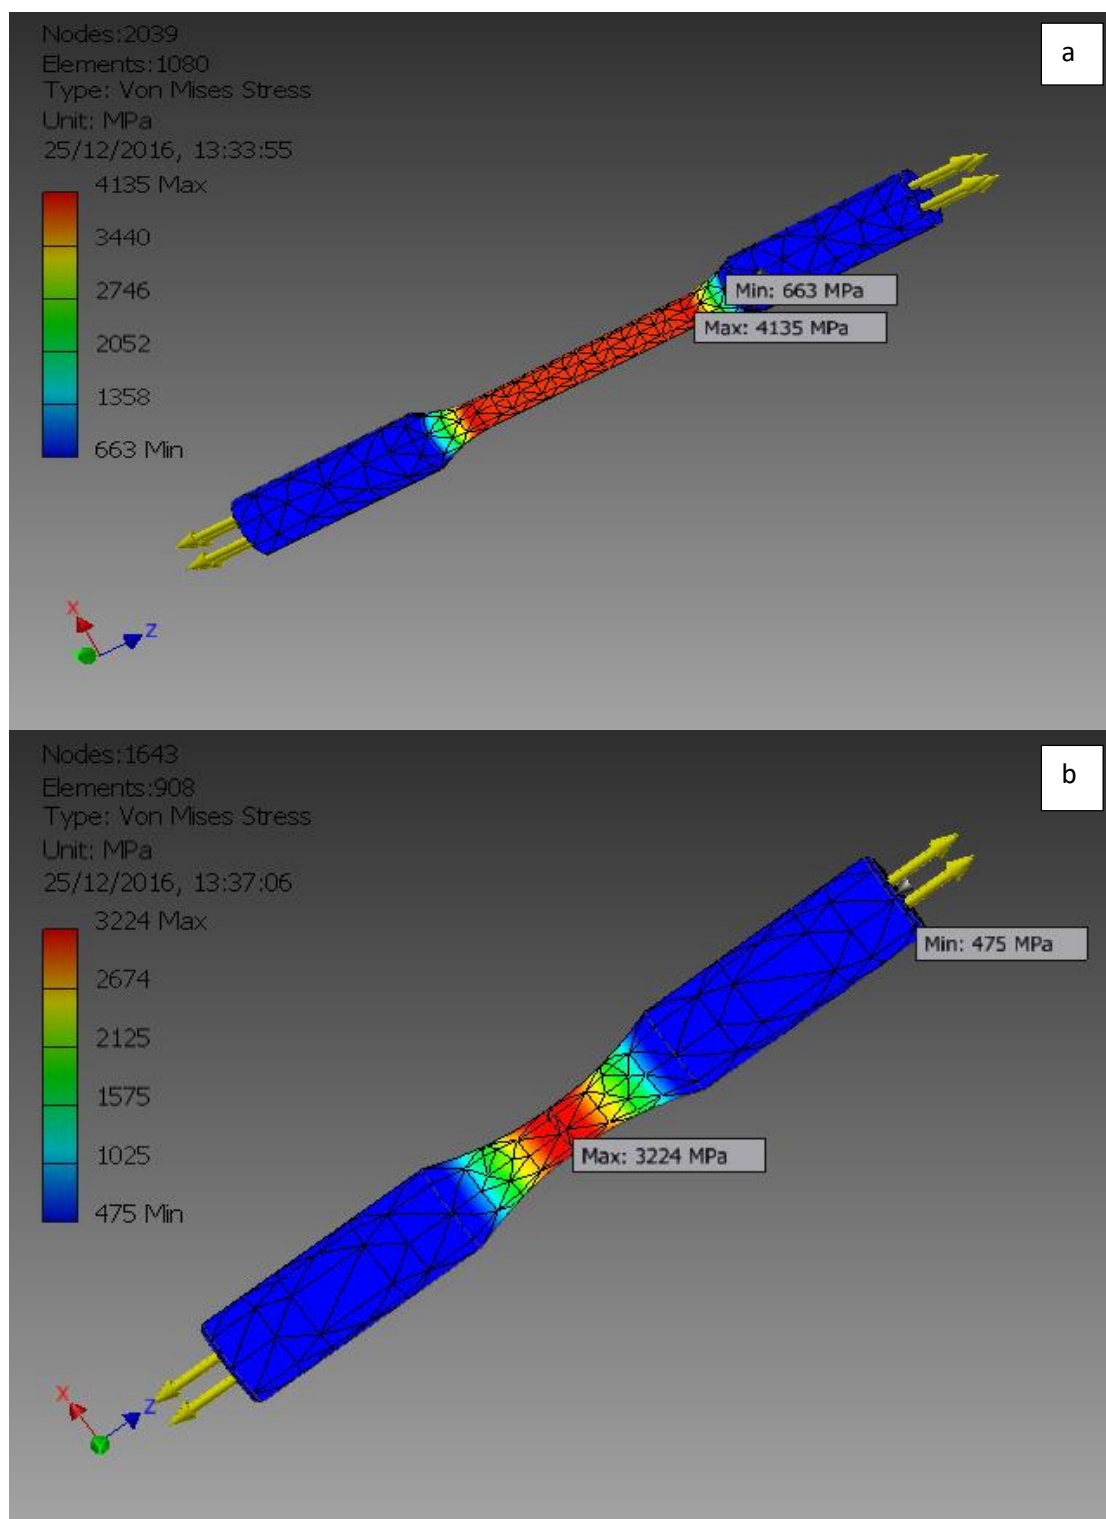 Nodes:2039
a
Elements:1080
Type: Von Mises Stress
Unit: MPa
25/12/2016, 13:33:55
4135 Max
3440
2746
2052
1358
663 Min
Min: 663 MPa
Max: 4135 MPa
X
Z
Nodes:1643
b
Elements:908
Type: Von Mises Stress
Unit: MPa
25/12/2016, 13:37:06
3224 Max
2674
2125
1575
1025
475 Min
Min: 475 MPa
Max: 3224 MPa
X
Z